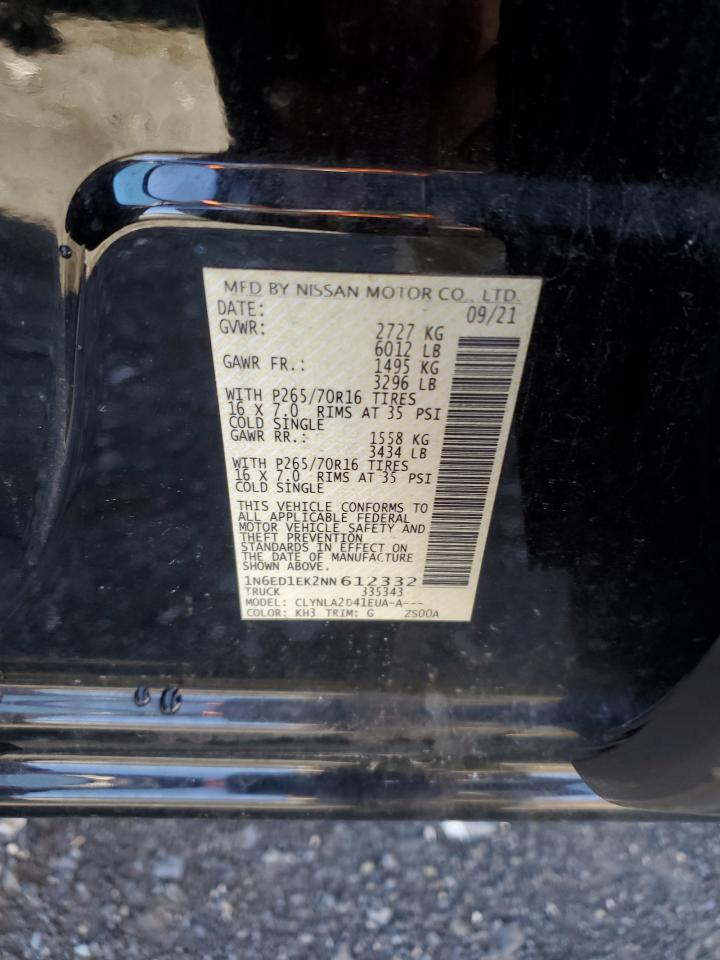 MFD BY NISSAN MOTOR CO., LTD.
DATE: 09/21
GVWR: 2727 KG
6012 LB
GAWR FR.: 1495 KG
3296 LB
WITH P265/70R16 TIRES
16 X 7.0 RIMS AT 35 PSI
COLD SINGLE
GAWR RR.: 1558 KG
3434 LB
WITH P265/70R16 TIRES
16 X 7.0 RIMS AT 35 PSI
COLD SINGLE
THIS VEHICLE CONFORMS TO
ALL APPLICABLE FEDERAL
MOTOR VEHICLE SAFETY AND
THEFT PREVENTION
STANDARDS IN EFFECT ON
THE DATE OF MANUFACTURE
SHOWN ABOVE.
1N6ED1EK2NN612332
TRUCK 335343
MODEL: CLYNLA2D41EUA-A---
COLOR: KH3 TRIM: G 2S00A